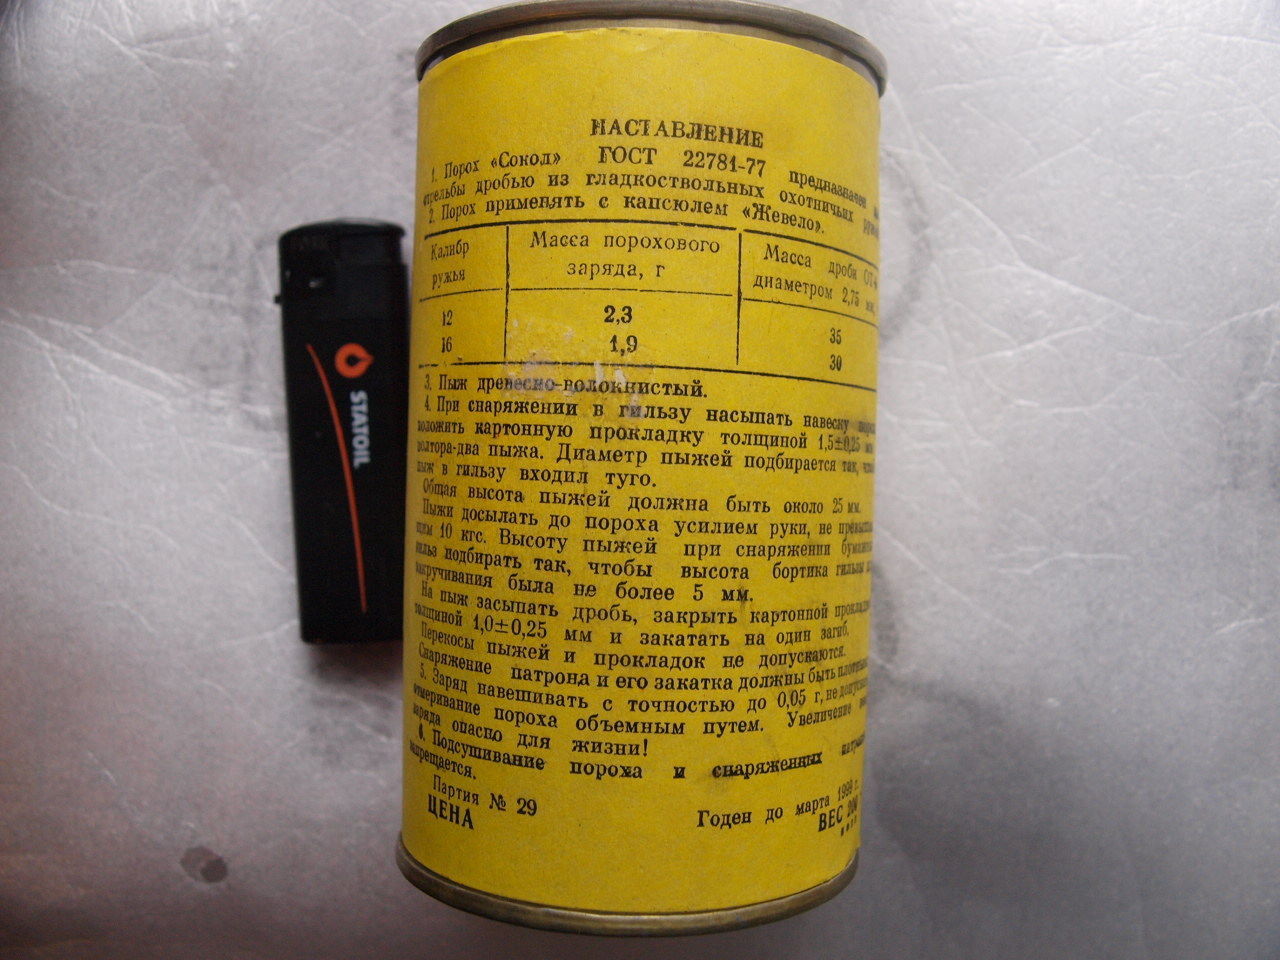 НАСТАВЛЕНИЕ
1. Порох «Сокол» ГОСТ 22781-77 предназначен
стрельбы дробью из гладкоствольных охотничьих
2. Порох применять с капсюлем «Жевело».
Калибр ружья
Масса порохового заряда, г
Масса дроби
диаметром 2,75 мм,
12 2,3 35
16 1,9 30
3. Пыж древесно-волокнистый.
4. При снаряжении в гильзу насыпать навеску
положить картонную прокладку толщиной 1,5±0,25 мм
полтора-два пыжа. Диаметр пыжей подбирается так,
пыж в гильзу входил туго.
Общая высота пыжей должна быть около 25 мм.
Пыжи досылать до пороха усилием руки, не
10 кгс. Высоту пыжей при снаряжении
гильз подбирать так, чтобы высота бортика гильзы
закручивания была не более 5 мм.
На пыж засыпать дробь, закрыть картонной
толщиной 1,0±0,25 мм и закатать на один загиб.
Перекосы пыжей и прокладок не допускаются.
Снаряжение патрона и его закатка должны быть
5. Заряд навешивать с точностью до 0,05 г, не
отмеривание пороха объемным путем. Увеличение
заряда опасно для жизни!
6. Подсушивание пороха и снаряженных
запрещается.
Партия № 29 Годен до марта 1999 г.
ЦЕНА ВЕС 200
STATOIL